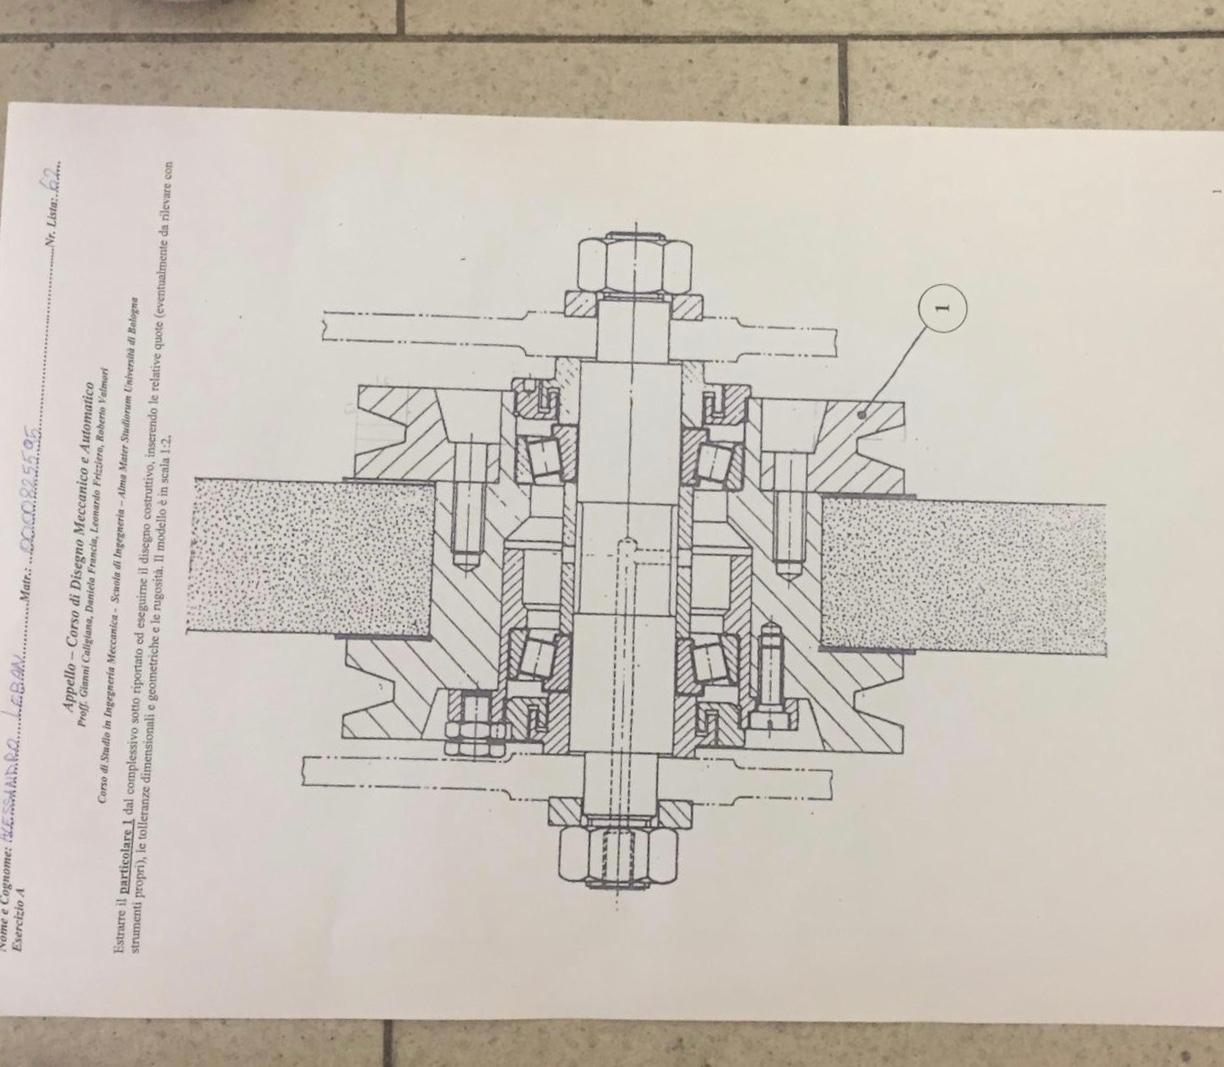 Nome e Cognome: ALESSANDRO LEBAN Matr.: 0000825595 Nr. Lista: 62
Esercizio A
Appello – Corso di Disegno Meccanico e Automatico
Proff. Gianni Caligiana, Daniela Francia, Leonardo Frizziero, Roberto Valmori
Corso di Studio in Ingegneria Meccanica - Scuola di Ingegneria – Alma Mater Studiorum Università di Bologna
Estrarre il particolare 1 dal complessivo sotto riportato ed eseguirne il disegno costruttivo, inserendo le relative quote (eventualmente da rilevare con
strumenti propri), le tolleranze dimensionali e geometriche e le rugosità. Il modello è in scala 1:2.
1
1